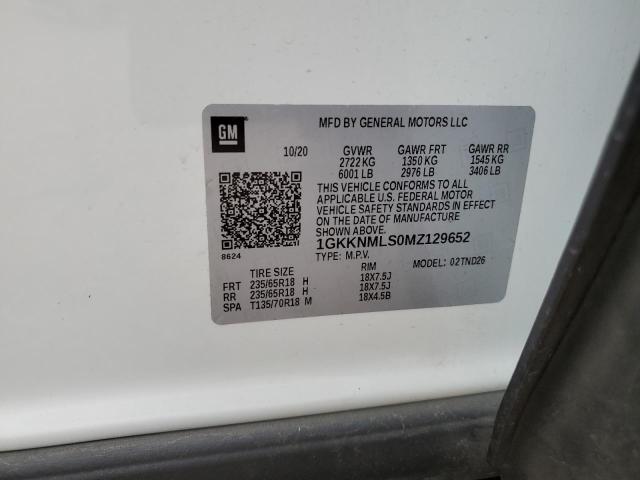 GM
MFD BY GENERAL MOTORS LLC
10/20 GVWR GAWR FRT GAWR RR
2722 KG 1350 KG 1545 KG
6001 LB 2976 LB 3406 LB
THIS VEHICLE CONFORMS TO ALL
APPLICABLE U.S. FEDERAL MOTOR
VEHICLE SAFETY STANDARDS IN EFFECT
ON THE DATE OF MANUFACTURE
SHOWN ABOVE.
1GKKNMLS0MZ129652
8624
TYPE: M.P.V. MODEL: 02TND26
TIRE SIZE RIM
FRT 235/65R18 H 18X7.5J
RR 235/65R18 H 18X7.5J
SPA T135/70R18 M 18X4.5B